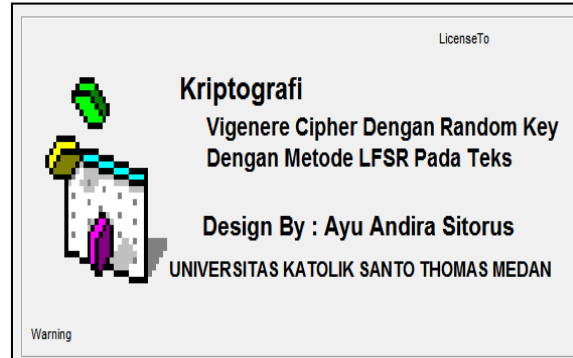 LicenseTo
Kriptografi
Vigenere Cipher Dengan Random Key
Dengan Metode LFSR Pada Teks
Design By : Ayu Andira Sitorus
UNIVERSITAS KATOLIK SANTO THOMAS MEDAN
Warning